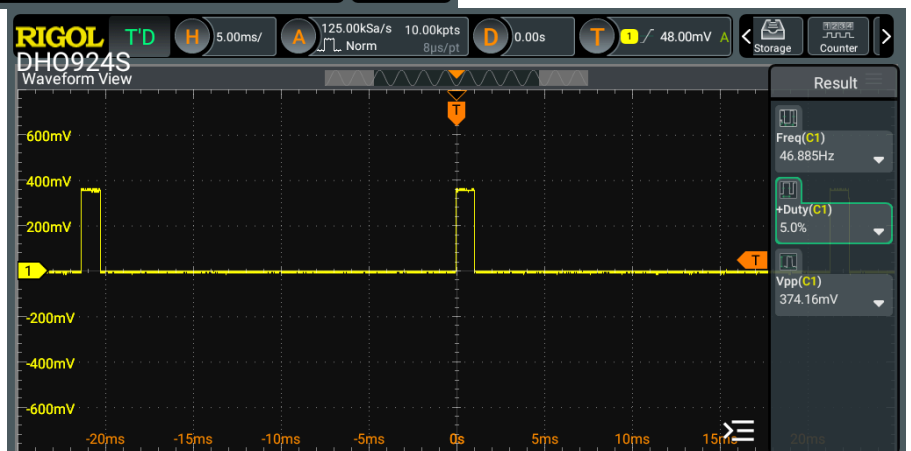 RIGOL T'D H 5.00ms/ A 125.00kSa/s 10.00kpts D 0.00s T 1 48.00mV A < Storage 1234 Counter >
Norm 8µs/pt
DHO924S
Waveform View
Result
T
600mV
Freq(C1)
46.885Hz
400mV
+Duty(C1)
200mV
5.0%
1
T
Vpp(C1)
374.16mV
-200mV
-400mV
-600mV
-20ms -15ms -10ms -5ms 0s 5ms 10ms 15ms 20ms